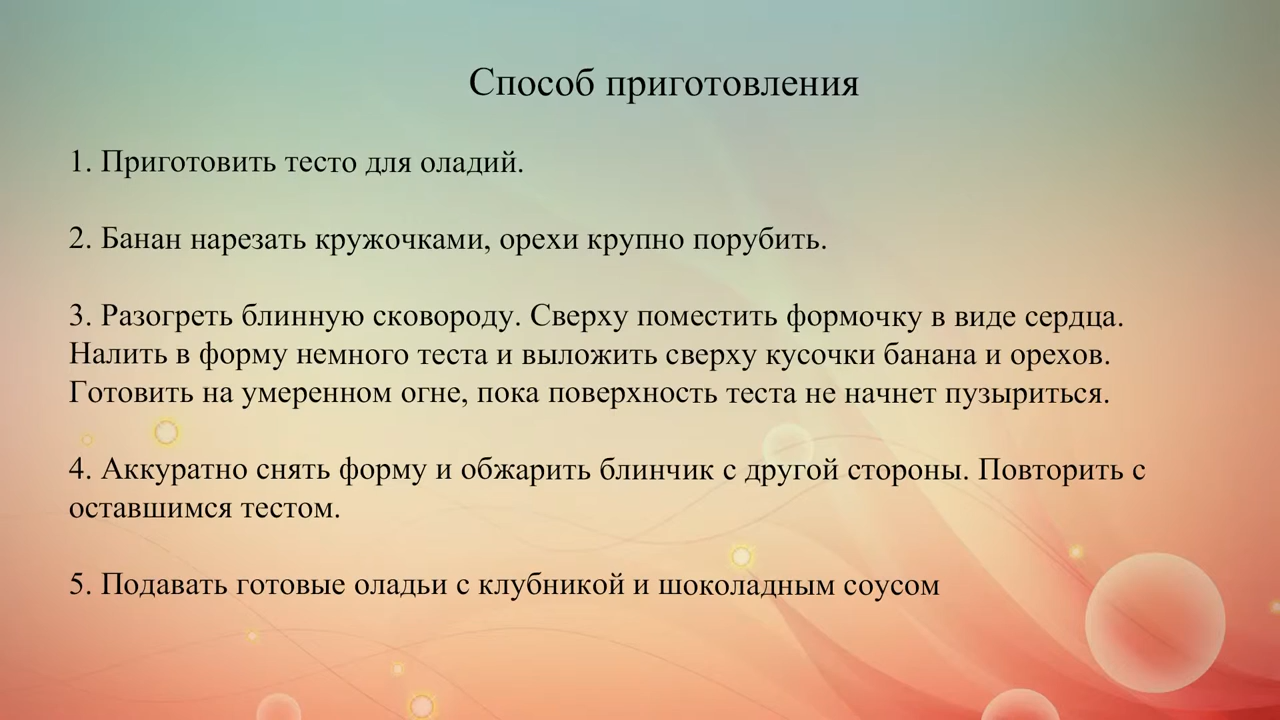 Способ приготовления
1. Приготовить тесто для оладий.
2. Банан нарезать кружочками, орехи крупно порубить.
3. Разогреть блинную сковороду. Сверху поместить формочку в виде сердца.
Налить в форму немного теста и выложить сверху кусочки банана и орехов.
Готовить на умеренном огне, пока поверхность теста не начнет пузыриться.
4. Аккуратно снять форму и обжарить блинчик с другой стороны. Повторить с
оставшимся тестом.
5. Подавать готовые оладьи с клубникой и шоколадным соусом